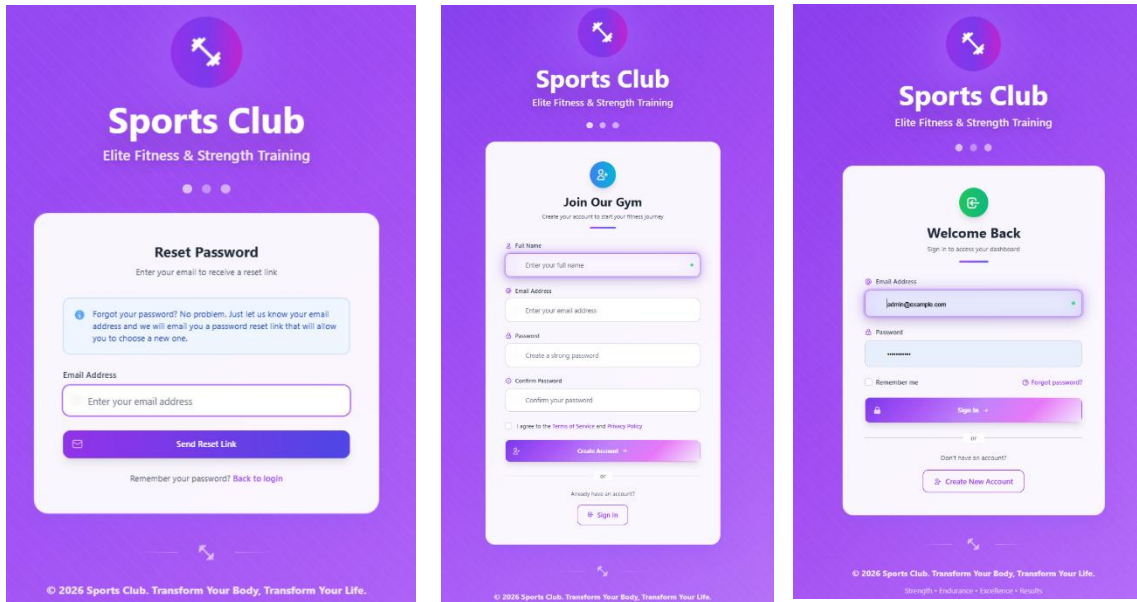 Sports Club
Elite Fitness & Strength Training
Reset Password
Enter your email to receive a reset link
Forgot your password? No problem. Just let us know your email
address and we will email you a password reset link that will allow
you to choose a new one.
Email Address
Enter your email address
Send Reset Link
Remember your password? Back to login
© 2026 Sports Club. Transform Your Body, Transform Your Life.
Sports Club
Elite Fitness & Strength Training
Join Our Gym
Create your account to start your fitness journey
Full Name
Enter your full name
Email Address
Enter your email address
Password
Create a strong password
Confirm Password
Confirm your password
I agree to the Terms of Service and Privacy Policy
Create Account →
or
Already have an account?
Sign In
© 2026 Sports Club. Transform Your Body, Transform Your Life.
Sports Club
Elite Fitness & Strength Training
Welcome Back
Sign in to access your dashboard
Email Address
admin@example.com
Password
Remember me
Forgot password?
Sign In →
or
Don't have an account?
Create New Account
© 2026 Sports Club. Transform Your Body, Transform Your Life.
Strength • Endurance • Excellence • Results